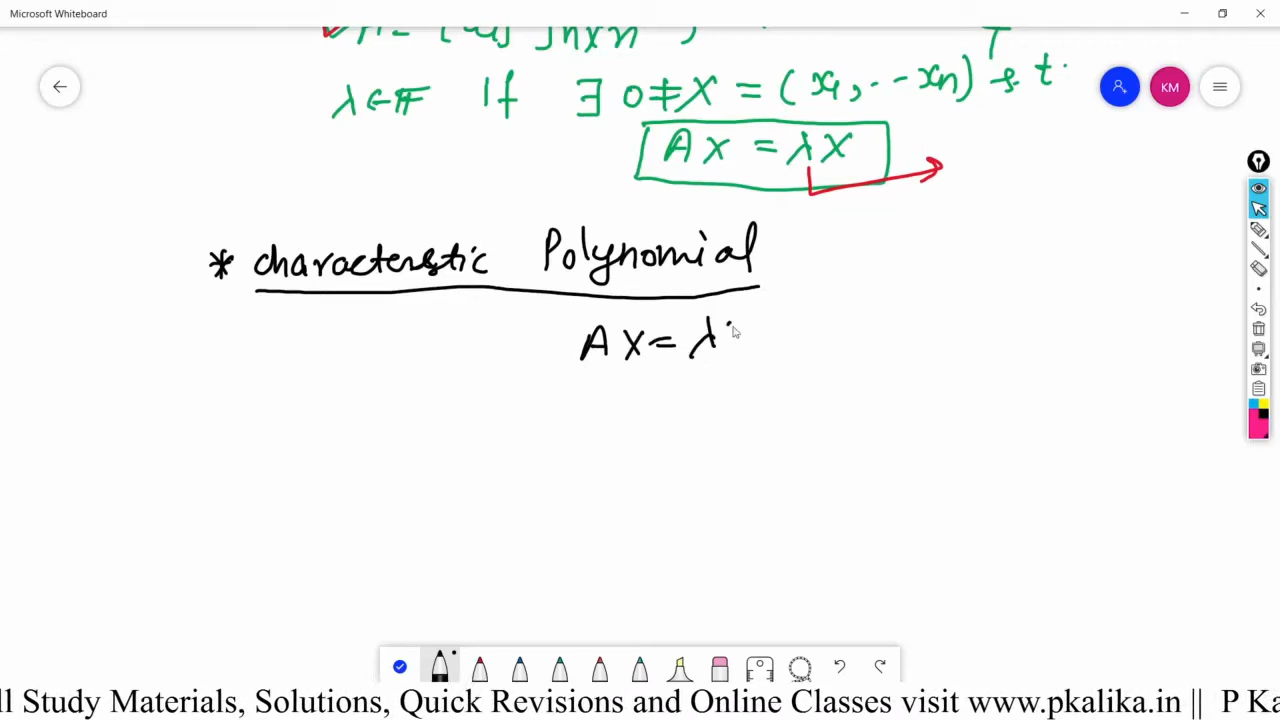 Microsoft Whiteboard
λ∈𝔽 If ∃ 0≠X = (x₁, --xₙ)ᵀ s.t.
KM
AX = λX
* characteristic Polynomial
AX= λ
ll Study Materials, Solutions, Quick Revisions and Online Classes visit www.pkalika.in || P Ka